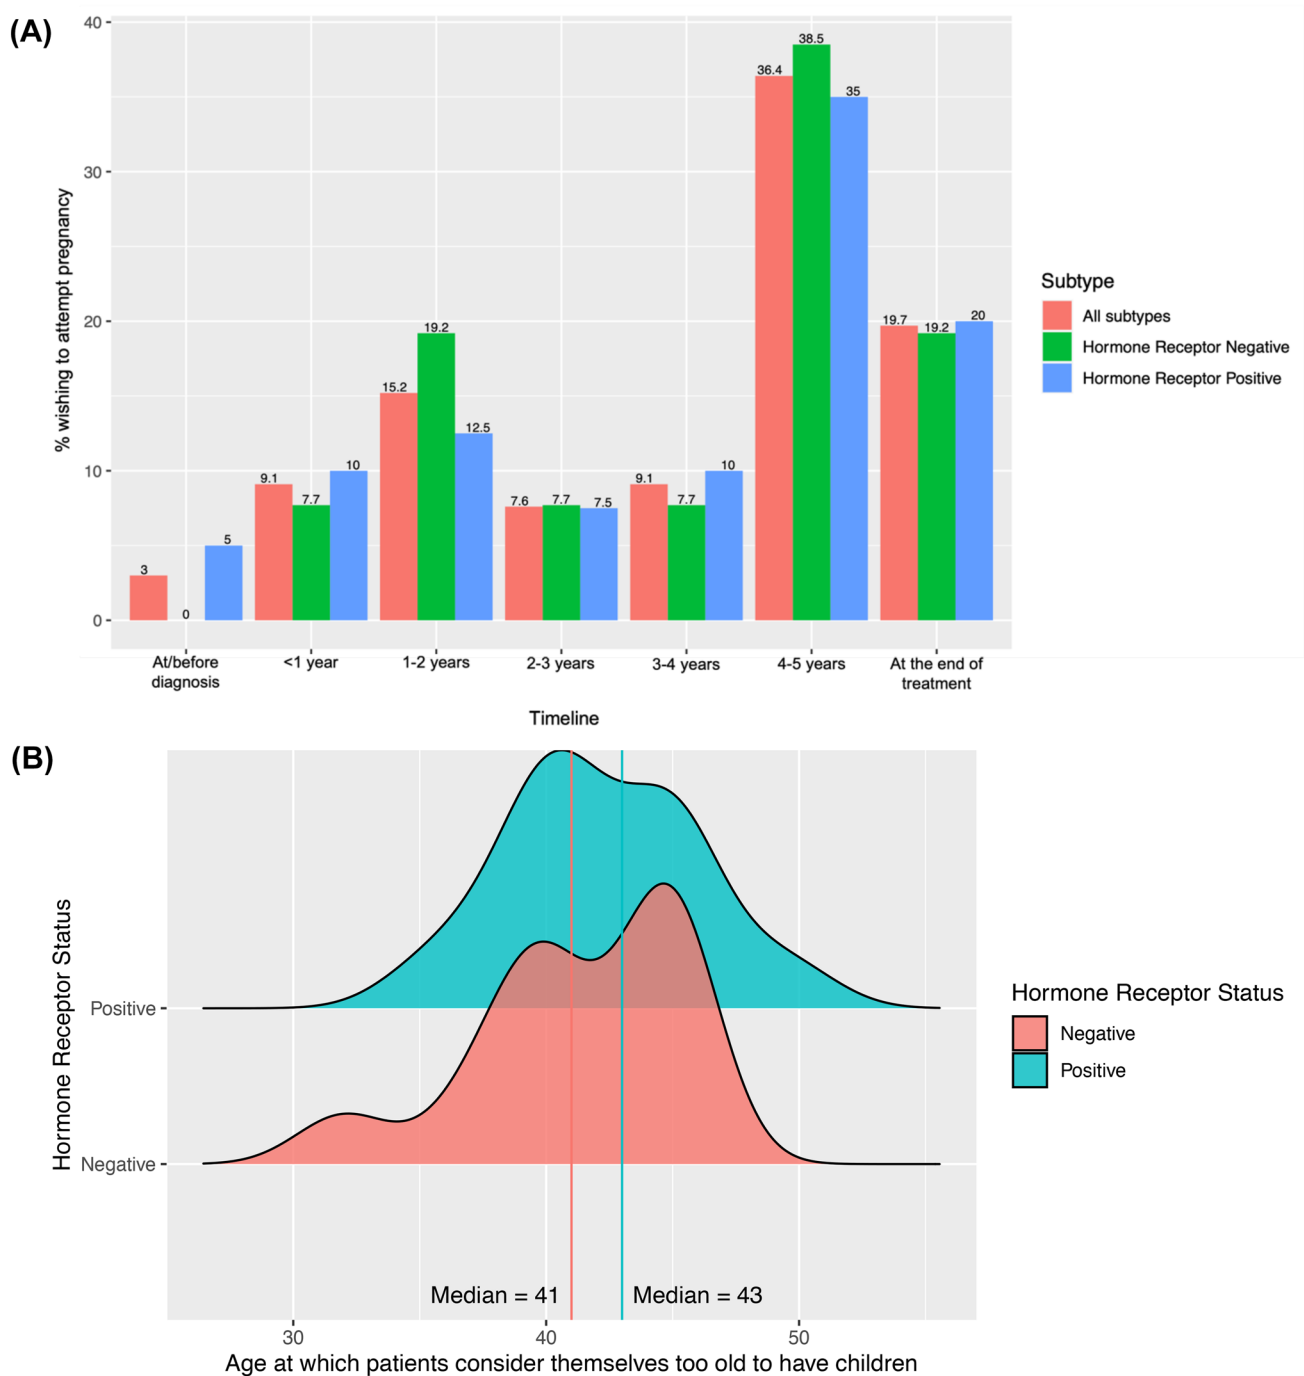 (A)
40
30
20
10
0
% wishing to attempt pregnancy
3
0
5
9.1
7.7
10
15.2
19.2
12.5
7.6
7.7
7.5
9.1
7.7
10
36.4
38.5
35
19.7
19.2
20
At/before
diagnosis
<1 year
1-2 years
2-3 years
3-4 years
4-5 years
At the end of
treatment
Timeline
Subtype
All subtypes
Hormone Receptor Negative
Hormone Receptor Positive
(B)
Hormone Receptor Status
Positive
Negative
Median = 41
Median = 43
30
40
50
Age at which patients consider themselves too old to have children
Hormone Receptor Status
Negative
Positive